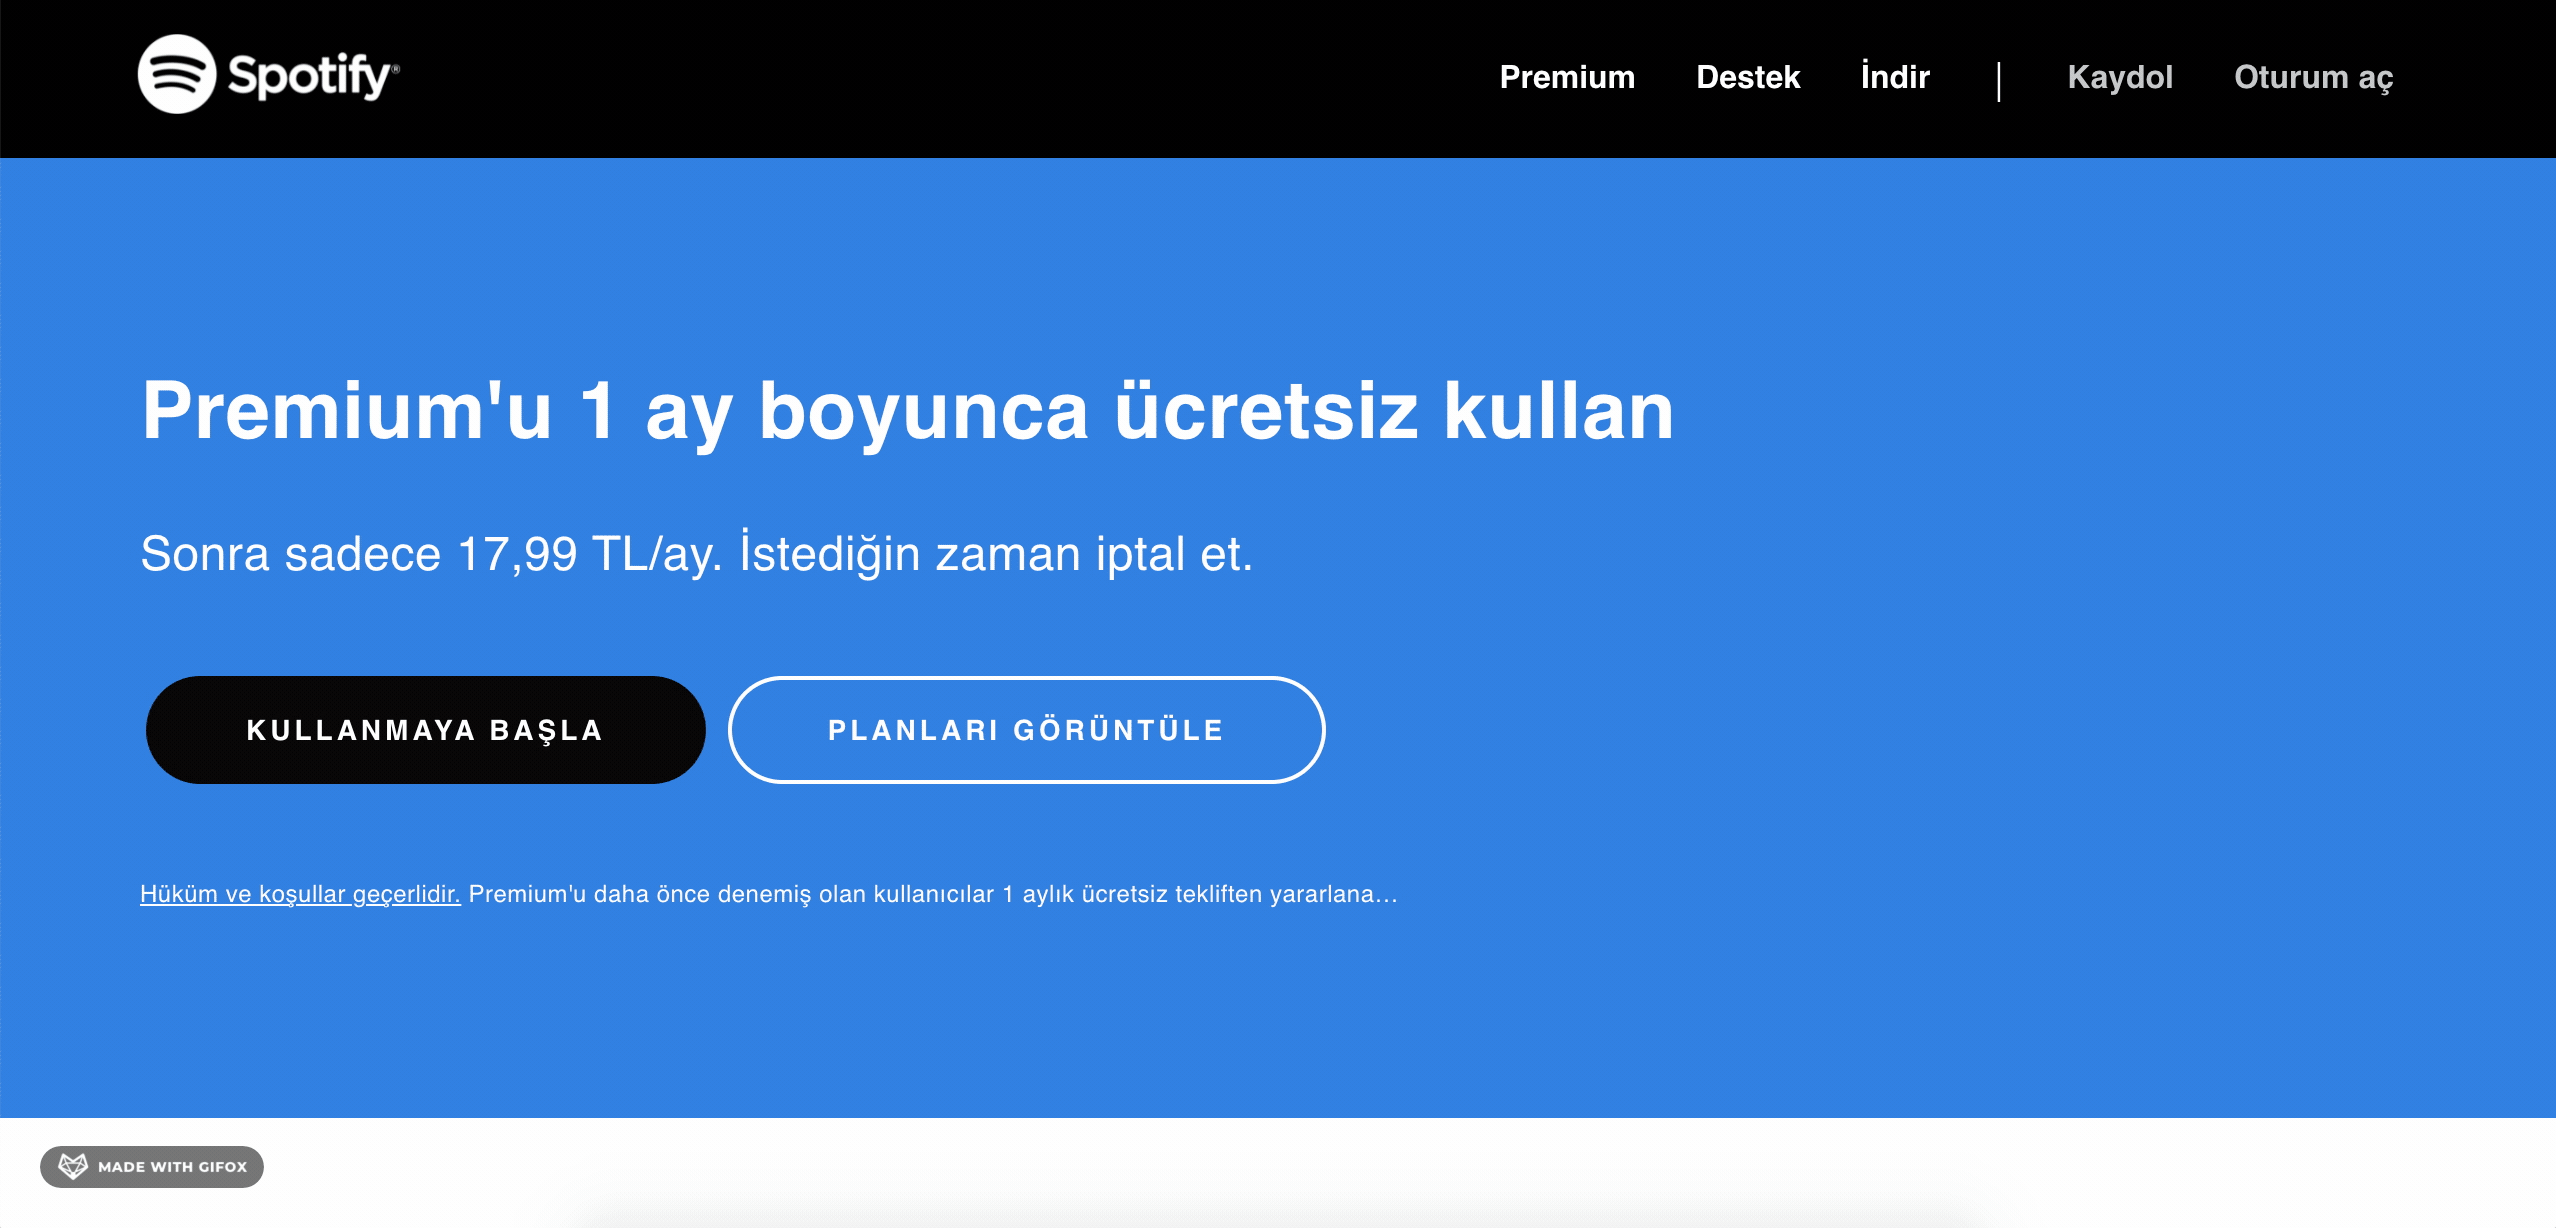 Spotify®
Premium Destek İndir | Kaydol Oturum aç
Premium'u 1 ay boyunca ücretsiz kullan
Sonra sadece 17,99 TL/ay. İstediğin zaman iptal et.
KULLANMAYA BAŞLA
PLANLARI GÖRÜNTÜLE
Hüküm ve koşullar geçerlidir. Premium'u daha önce denemiş olan kullanıcılar 1 aylık ücretsiz tekliften yararlana...
MADE WITH GIFOX